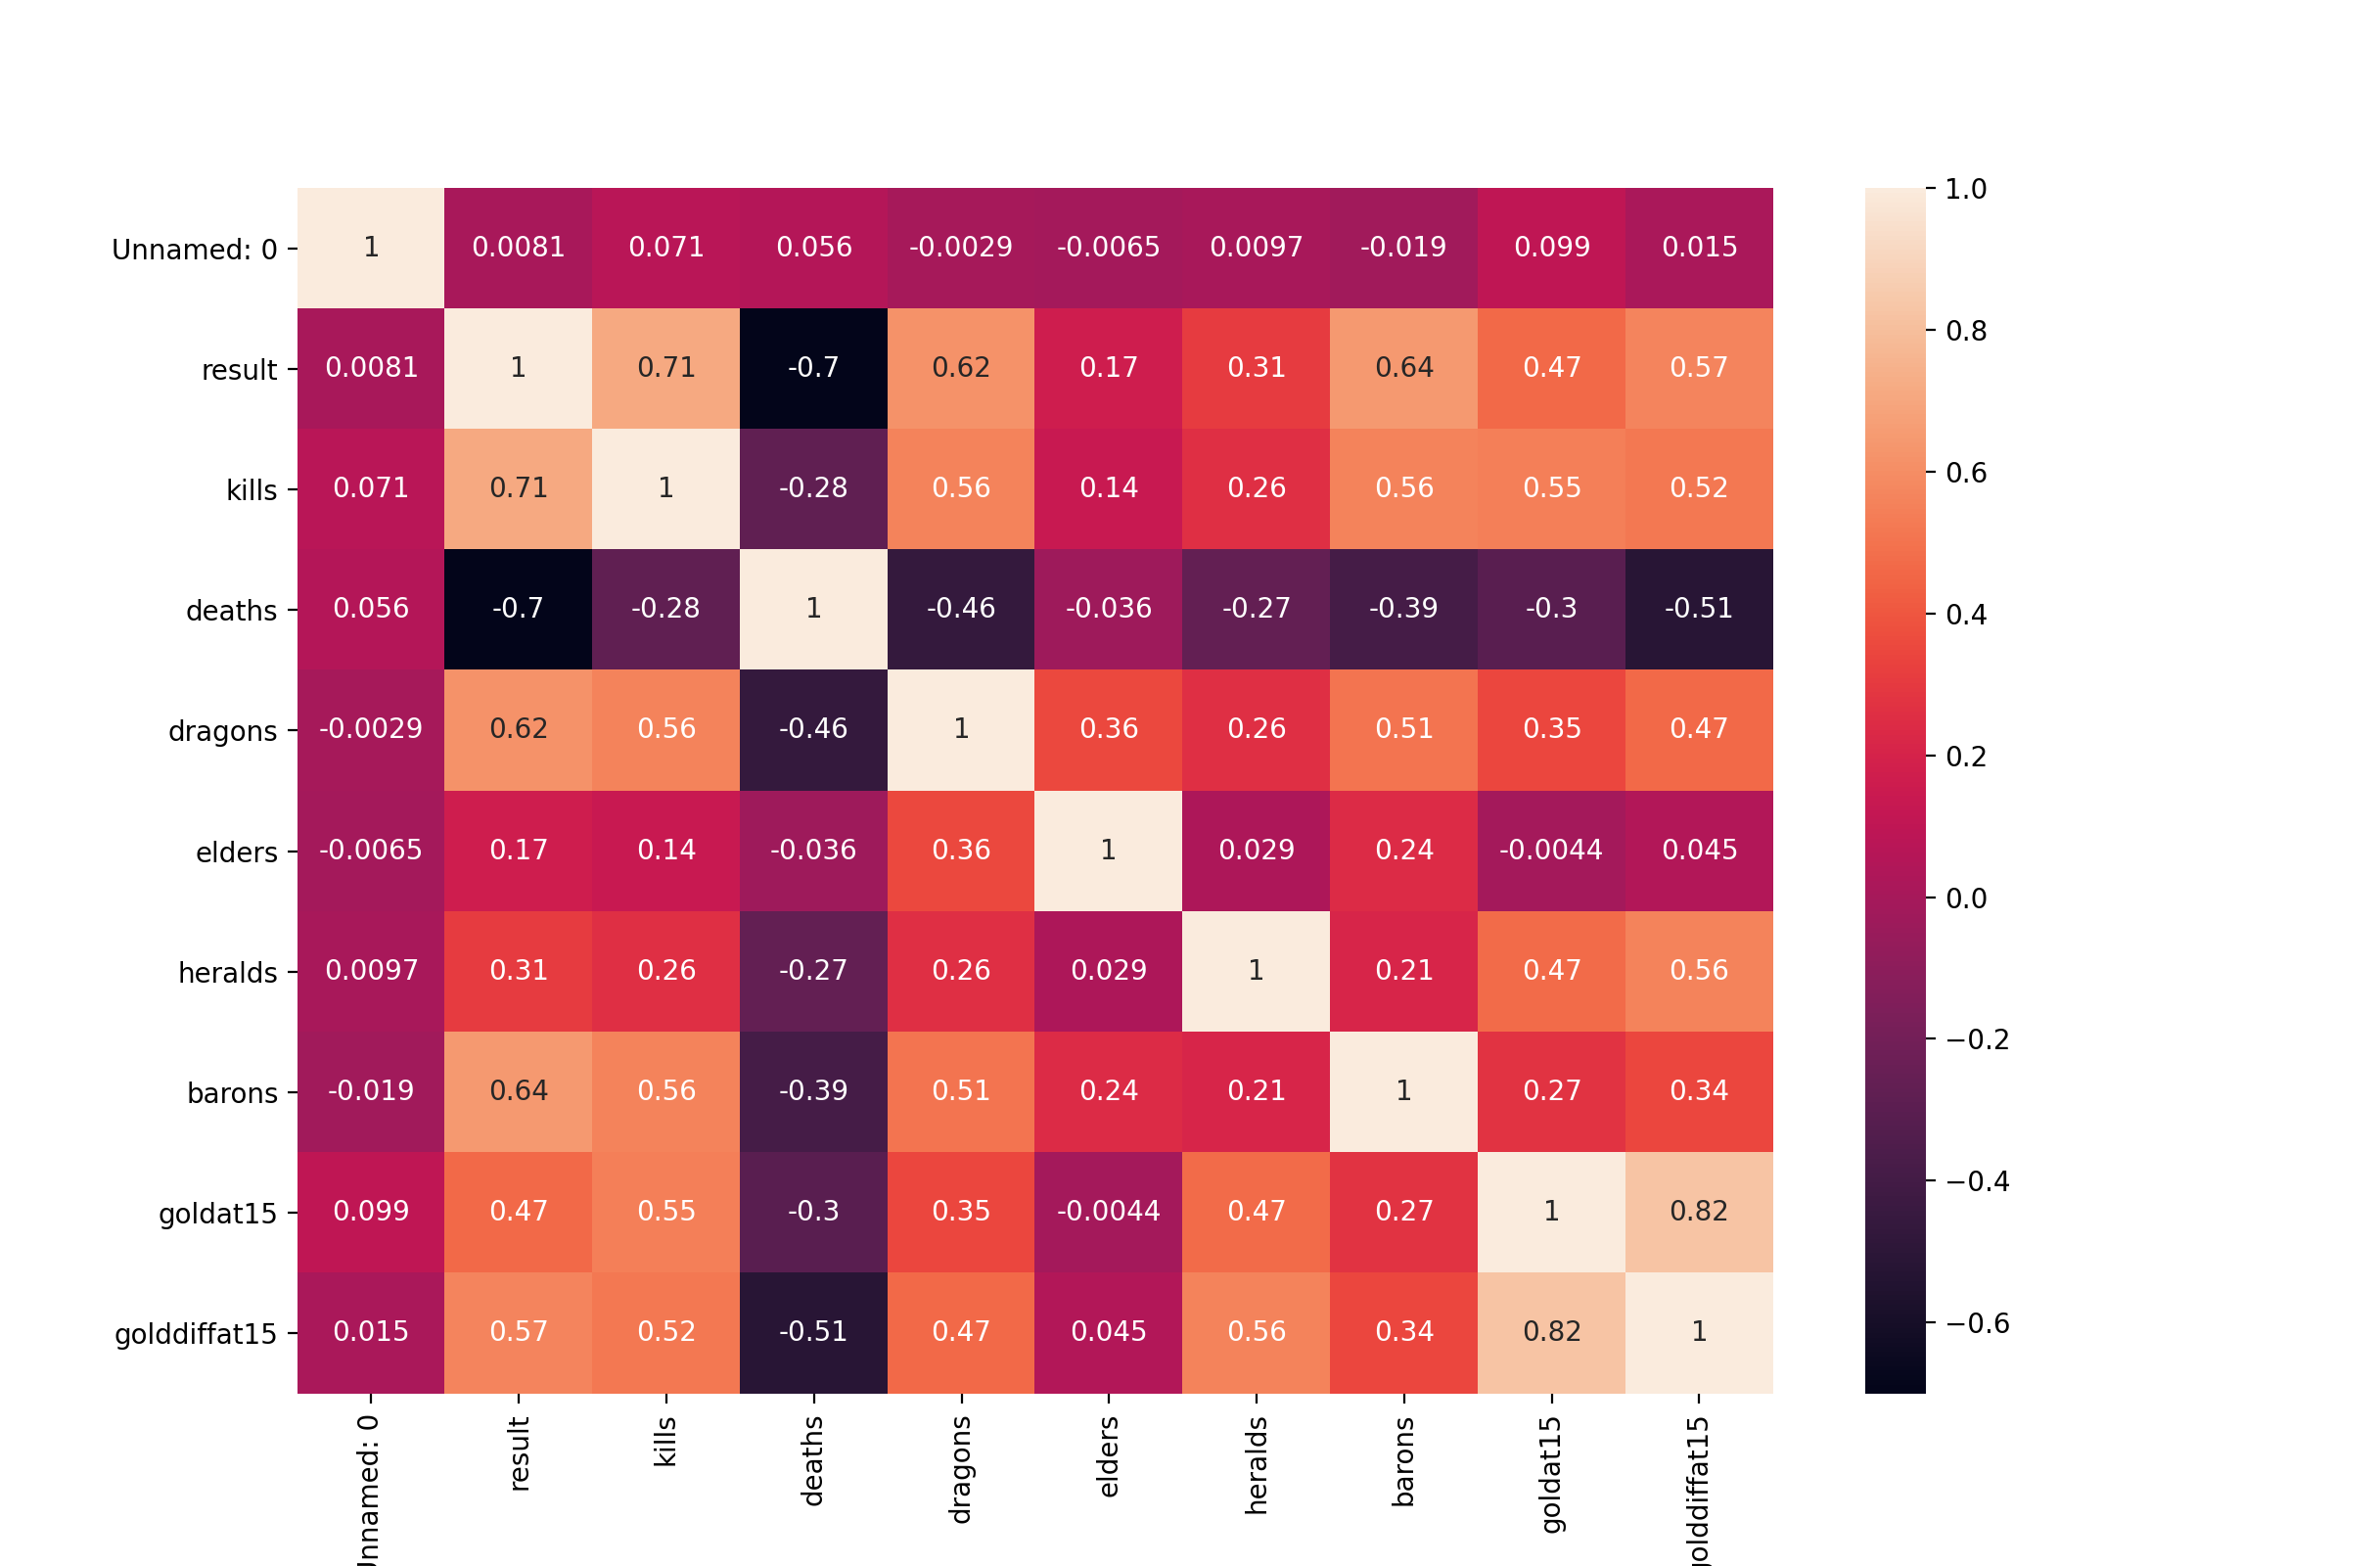 Unnamed: 0 1 0.0081 0.071 0.056 -0.0029 -0.0065 0.0097 -0.019 0.099 0.015
result 0.0081 1 0.71 -0.7 0.62 0.17 0.31 0.64 0.47 0.57
kills 0.071 0.71 1 -0.28 0.56 0.14 0.26 0.56 0.55 0.52
deaths 0.056 -0.7 -0.28 1 -0.46 -0.036 -0.27 -0.39 -0.3 -0.51
dragons -0.0029 0.62 0.56 -0.46 1 0.36 0.26 0.51 0.35 0.47
elders -0.0065 0.17 0.14 -0.036 0.36 1 0.029 0.24 -0.0044 0.045
heralds 0.0097 0.31 0.26 -0.27 0.26 0.029 1 0.21 0.47 0.56
barons -0.019 0.64 0.56 -0.39 0.51 0.24 0.21 1 0.27 0.34
goldat15 0.099 0.47 0.55 -0.3 0.35 -0.0044 0.47 0.27 1 0.82
golddiffat15 0.015 0.57 0.52 -0.51 0.47 0.045 0.56 0.34 0.82 1
Unnamed: 0
result
kills
deaths
dragons
elders
heralds
barons
goldat15
golddiffat15
1.0
0.8
0.6
0.4
0.2
0.0
−0.2
−0.4
−0.6